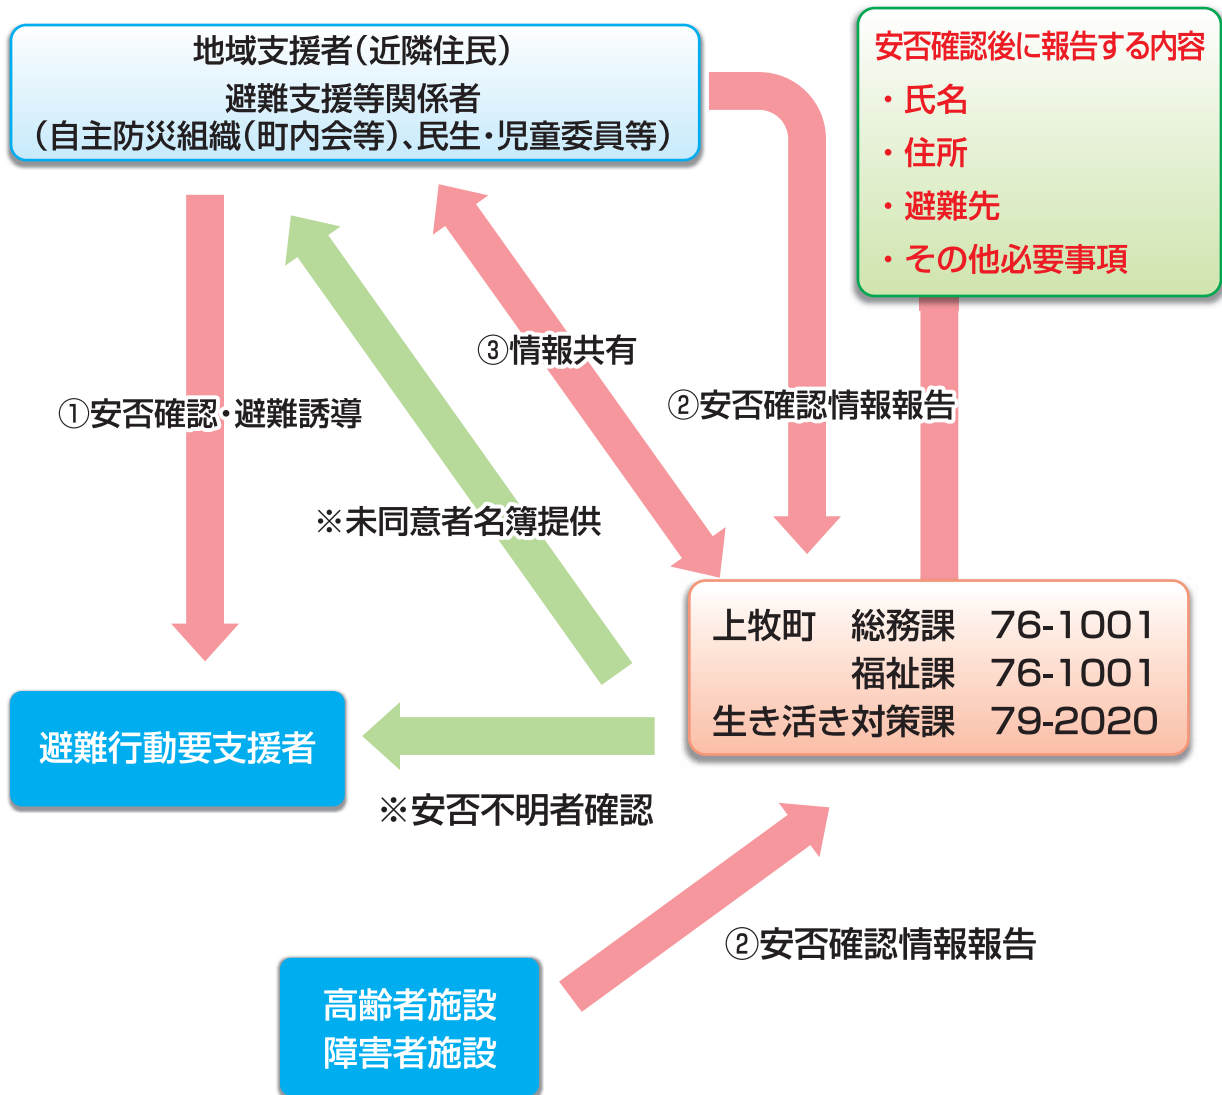 地域支援者(近隣住民)
避難支援等関係者
(自主防災組織(町内会等)、民生・児童委員等)
安否確認後に報告する内容
・氏名
・住所
・避難先
・その他必要事項
③情報共有
②安否確認情報報告
①安否確認・避難誘導
※未同意者名簿提供
上牧町 総務課 76-1001
福祉課 76-1001
生き活き対策課 79-2020
避難行動要支援者
※安否不明者確認
②安否確認情報報告
高齢者施設
障害者施設